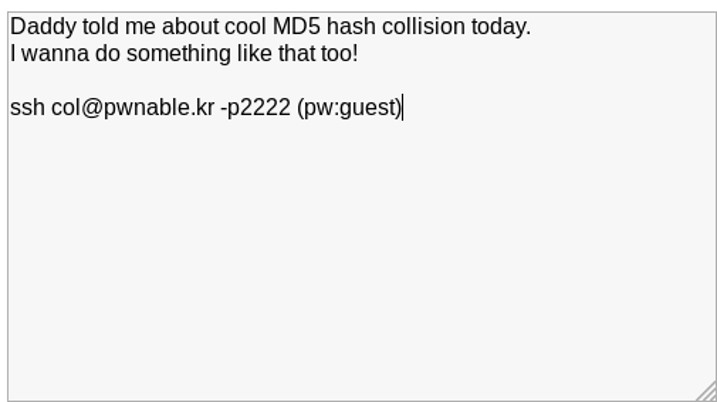 Daddy told me about cool MD5 hash collision today.
I wanna do something like that too!
ssh col@pwnable.kr -p2222 (pw:guest)